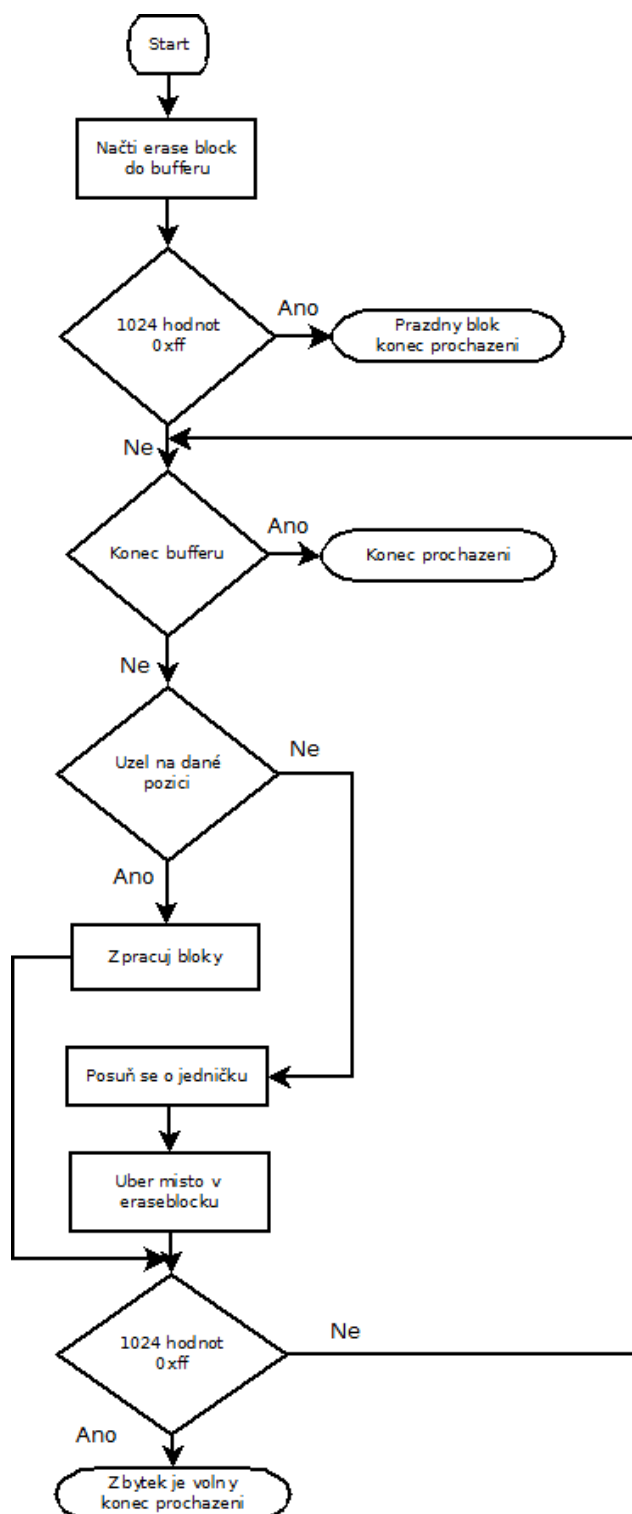 Start
Načti erase block
do bufferu
1024 hodnot
0xff
Ano
Prazdny blok
konec prochazeni
Ne
Konec bufferu
Ano
Konec prochazeni
Ne
Uzel na dané
pozici
Ne
Ano
Zpracuj bloky
Posuň se o jedničku
Uber misto v
eraseblocku
1024 hodnot
0xff
Ne
Ano
Zbytek je volny
konec prochazeni